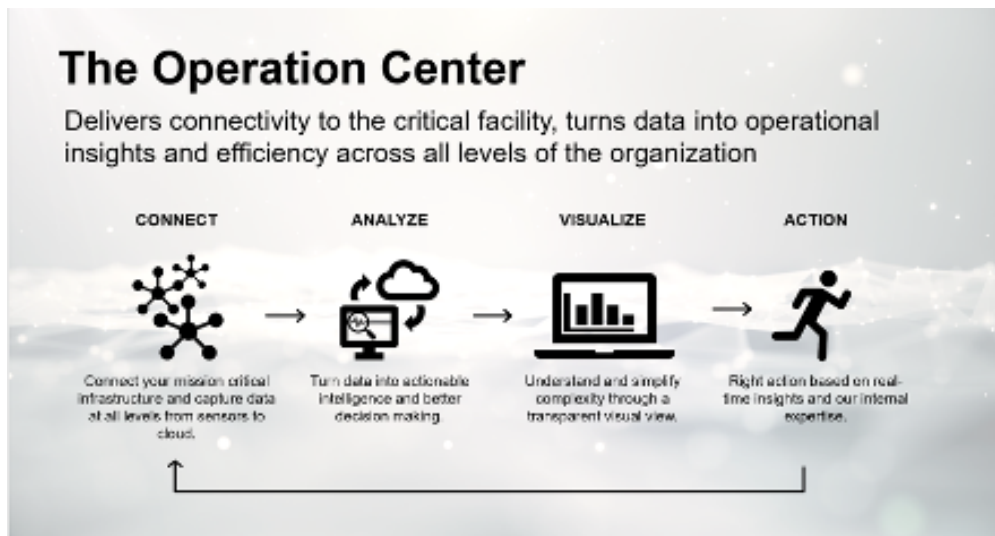 The Operation Center
Delivers connectivity to the critical facility, turns data into operational
insights and efficiency across all levels of the organization
CONNECT
ANALYZE
VISUALIZE
ACTION
Connect your mission critical
infrastructure and capture data
at all levels from sensors to
cloud.
Turn data into actionable
intelligence and better
decision making.
Understand and simplify
complexity through a
transparent visual view.
Right action based on real-
time insights and our internal
expertise.